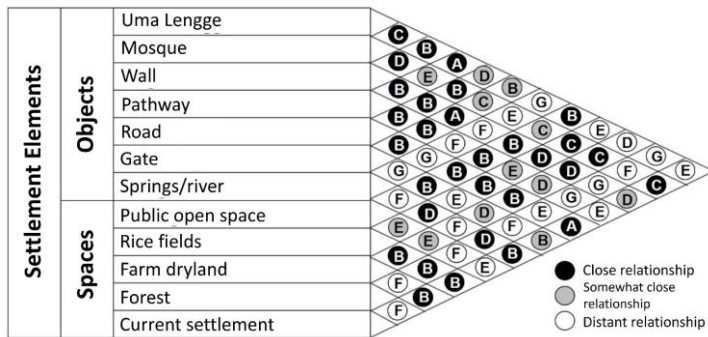 Settlement Elements
Objects
Spaces
Uma Lengge
C
Mosque B
D A
Wall E D
B B B
Pathway B C G
B A E B
Road B F C E
B F B C D
Gate G B D C G
G B E D F E
Springs/river B B D G C
F E B G D
Public open space D D E E
E F F A
Rice fields E D B
B F B
Farm dryland B E
F B
Forest B
F
Current settlement
Close relationship
Somewhat close
relationship
Distant relationship